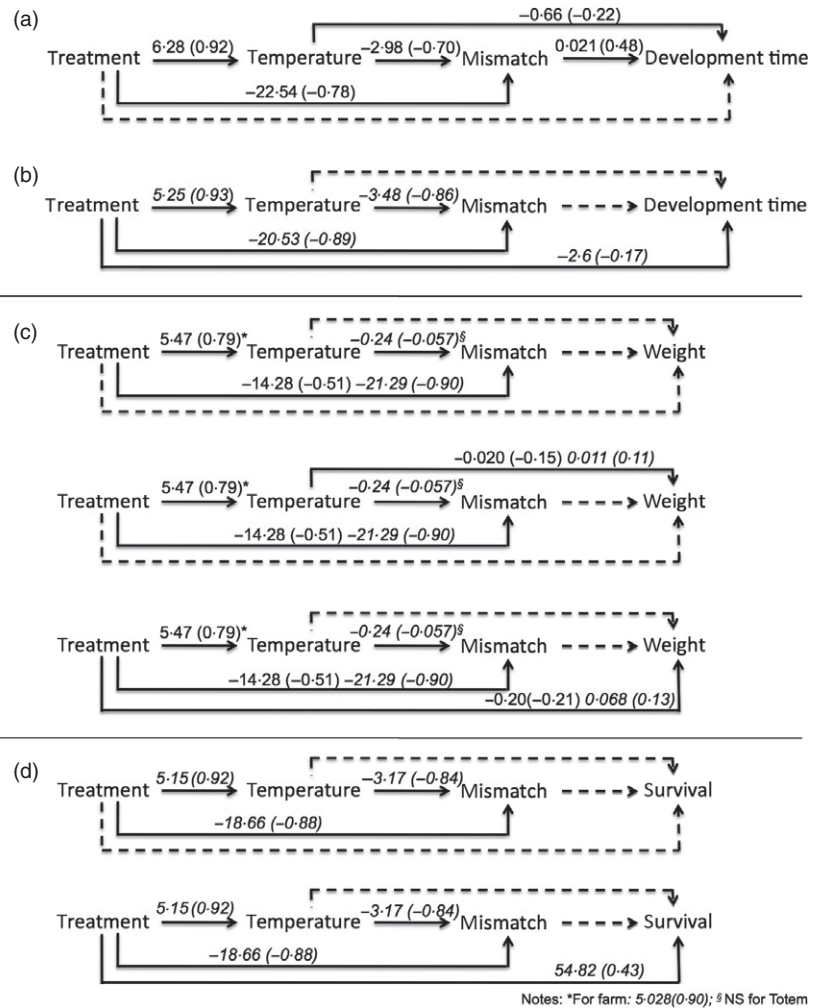 (a)
−0·66 (−0·22)
Treatment 6·28 (0·92) Temperature −2·98 (−0·70) Mismatch 0·021 (0·48) Development time
−22·54 (−0·78)
(b)
Treatment 5·25 (0·93) Temperature −3·48 (−0·86) Mismatch Development time
−20·53 (−0·89)
−2·6 (−0·17)
(c)
Treatment 5·47 (0·79)* Temperature −0·24 (−0·057)§ Mismatch Weight
−14·28 (−0·51) −21·29 (−0·90)
−0·020 (−0·15) 0·011 (0·11)
Treatment 5·47 (0·79)* Temperature −0·24 (−0·057)§ Mismatch Weight
−14·28 (−0·51) −21·29 (−0·90)
Treatment 5·47 (0·79)* Temperature −0·24 (−0·057)§ Mismatch Weight
−14·28 (−0·51) −21·29 (−0·90)
−0·20(−0·21) 0·068 (0·13)
(d)
Treatment 5·15 (0·92) Temperature −3·17 (−0·84) Mismatch Survival
−18·66 (−0·88)
Treatment 5·15 (0·92) Temperature −3·17 (−0·84) Mismatch Survival
−18·66 (−0·88)
54·82 (0·43)
Notes: *For farm: 5·028(0·90); § NS for Totem